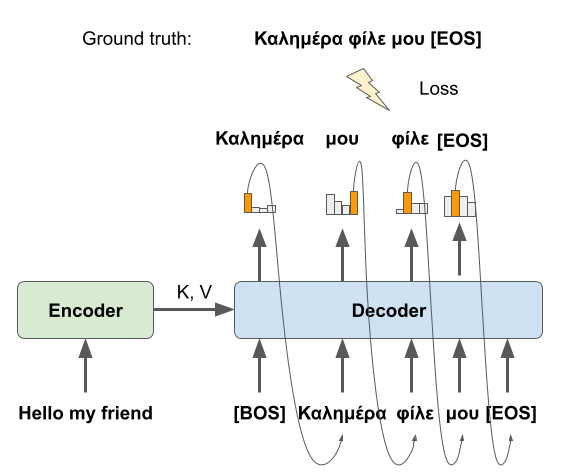 Ground truth: Καλημέρα φίλε μου [EOS]
Loss
Καλημέρα μου φίλε [EOS]
K, V
Encoder
Decoder
Hello my friend
[BOS] Καλημέρα φίλε μου [EOS]